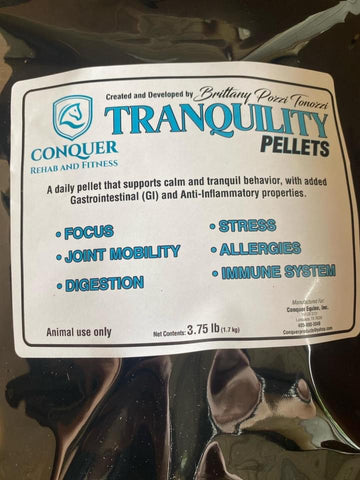 Created and Developed by Brittany Pozzi Tonozzi
TRANQUILITY
PELLETS
CONQUER
REHAB AND FITNESS
A daily pellet that supports calm and tranquil behavior, with added
Gastrointestinal (GI) and Anti-Inflammatory properties.
• FOCUS
• JOINT MOBILITY
• DIGESTION
• STRESS
• ALLERGIES
• IMMUNE SYSTEM
Manufactured For:
Conquer Equine, Inc.
Animal use only
Net Contents: 3.75 lb (1.7 kg)